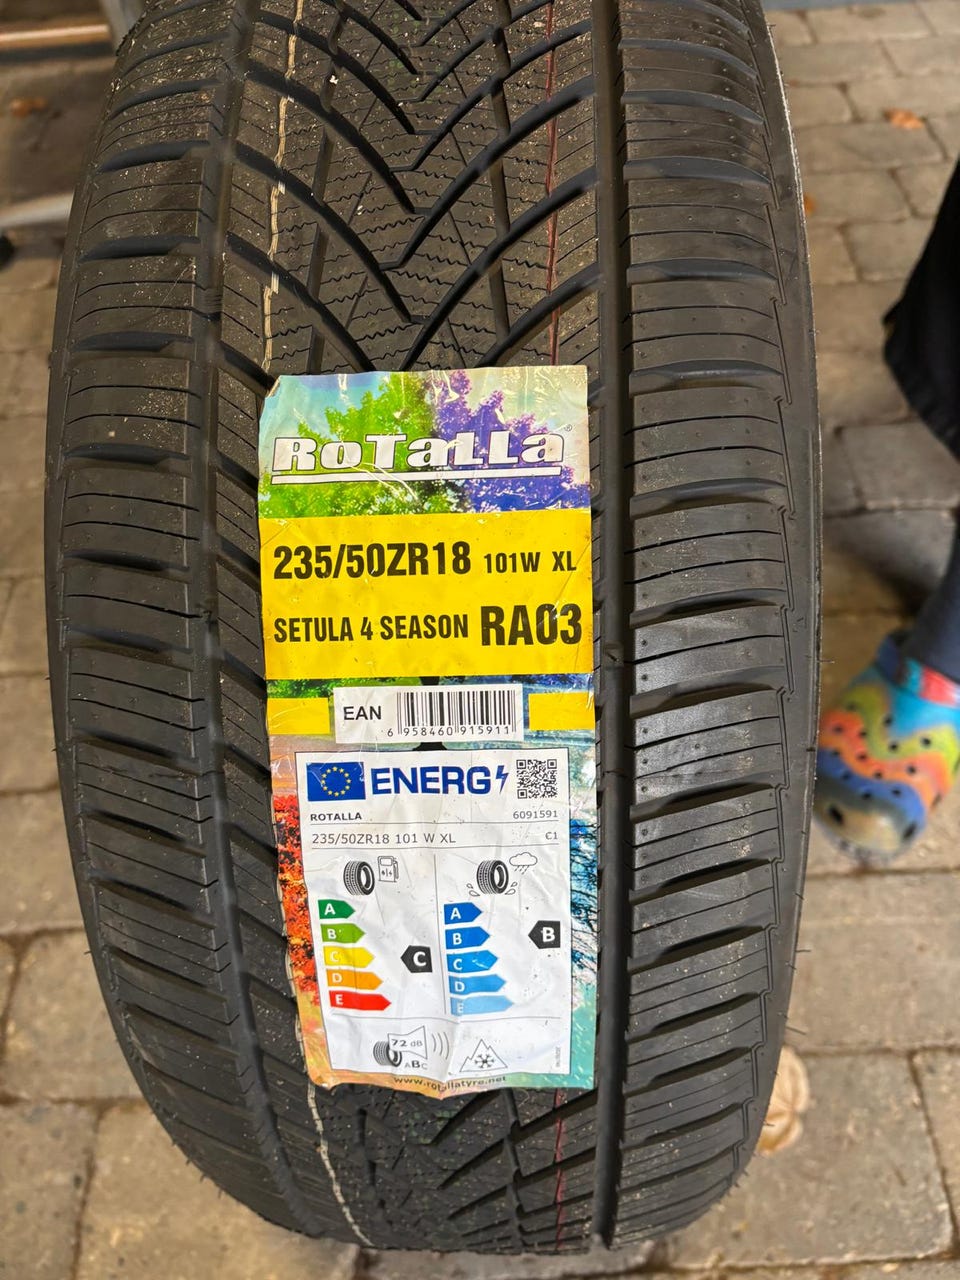 RoTaLLa®
235/50ZR18 101W XL
SETULA 4 SEASON RA03
EAN
6 958460 915911
ENERG
ROTALLA 6091591
235/50ZR18 101 W XL C1
A
B
C
D
E
C
A
B
C
D
E
B
72 dB
ABC
www.rotallatyre.net